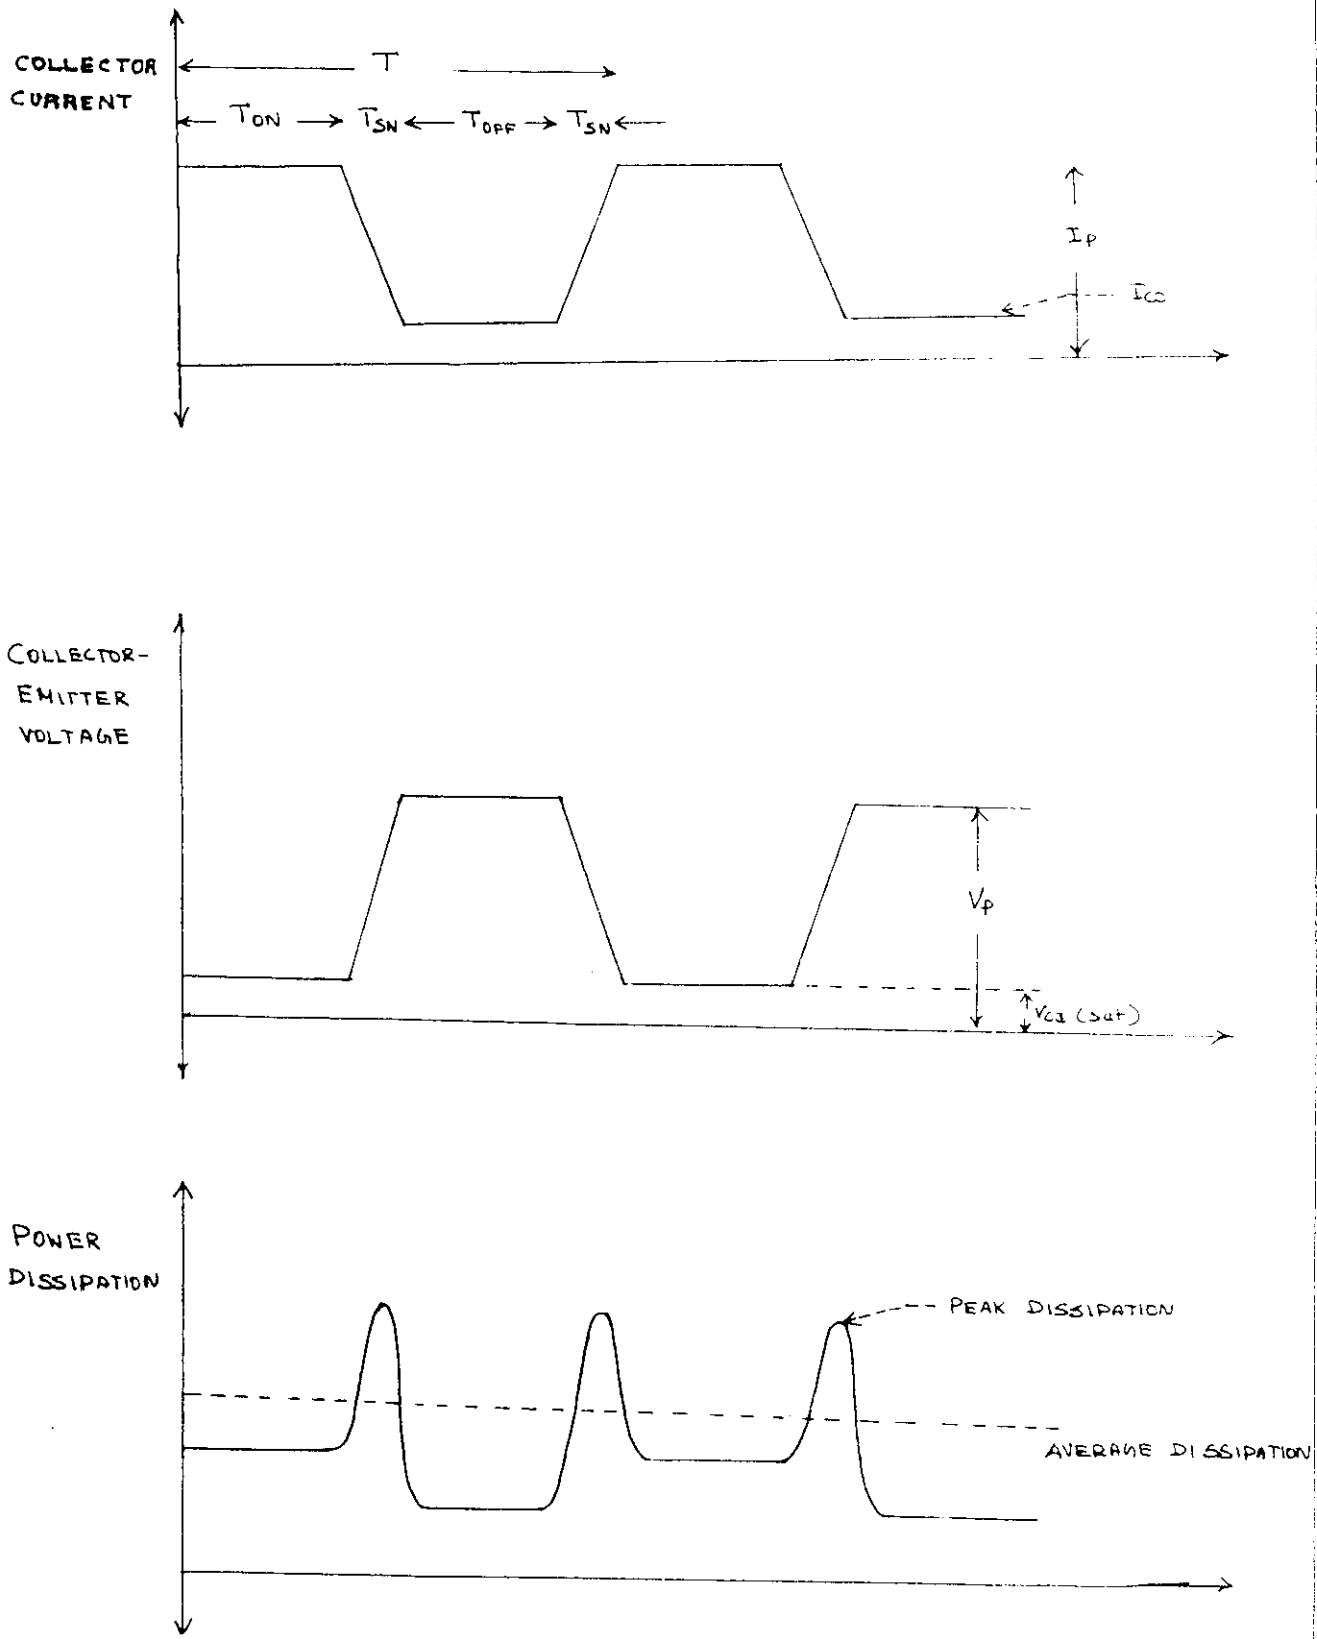 COLLECTOR
CURRENT
T
TON
TSN
TOFF
TSN
IP
Ico
COLLECTOR-
EMITTER
VOLTAGE
Vp
VCE (sat)
POWER
DISSIPATION
PEAK DISSIPATION
AVERAGE DISSIPATION